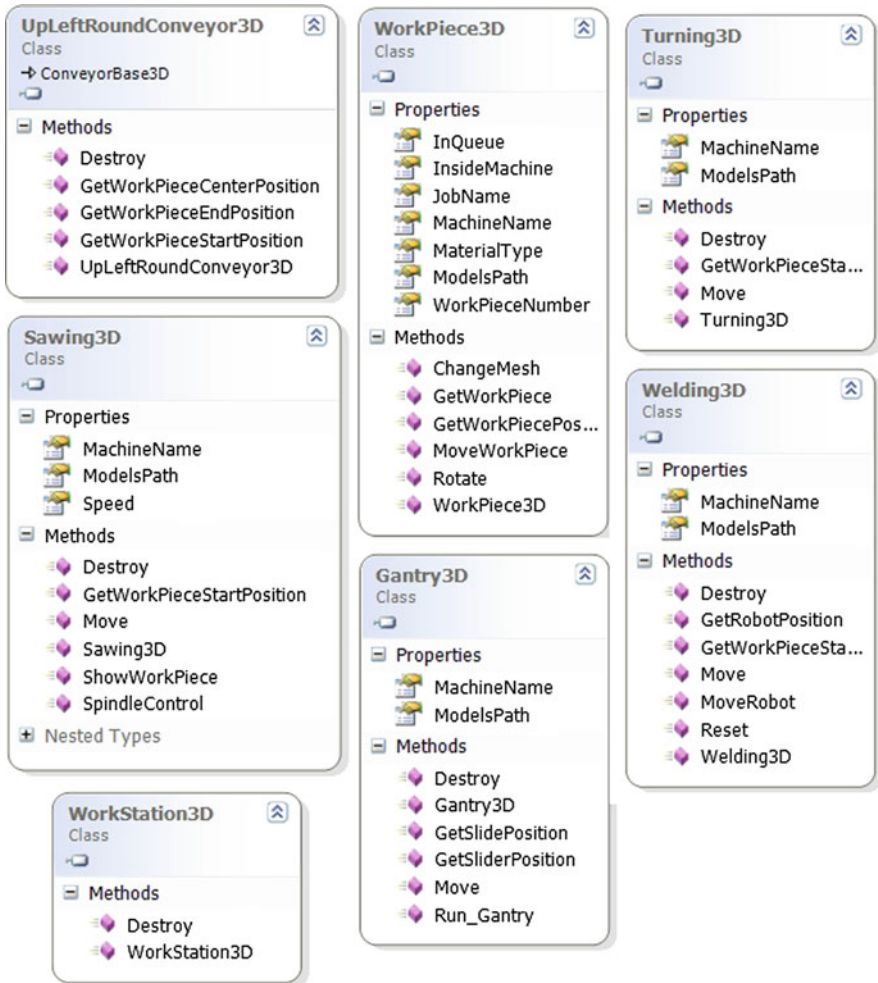 UpLeftRoundConveyor3D
Class
ConveyorBase3D
Methods
Destroy
GetWorkPieceCenterPosition
GetWorkPieceEndPosition
GetWorkPieceStartPosition
UpLeftRoundConveyor3D
Sawing3D
Class
Properties
MachineName
ModelsPath
Speed
Methods
Destroy
GetWorkPieceStartPosition
Move
Sawing3D
ShowWorkPiece
SpindleControl
Nested Types
WorkStation3D
Class
Methods
Destroy
WorkStation3D
WorkPiece3D
Class
Properties
InQueue
InsideMachine
JobName
MachineName
MaterialType
ModelsPath
WorkPieceNumber
Methods
ChangeMesh
GetWorkPiece
GetWorkPiecePos...
MoveWorkPiece
Rotate
WorkPiece3D
Gantry3D
Class
Properties
MachineName
ModelsPath
Methods
Destroy
Gantry3D
GetSlidePosition
GetSliderPosition
Move
Run_Gantry
Turning3D
Class
Properties
MachineName
ModelsPath
Methods
Destroy
GetWorkPieceSta...
Move
Turning3D
Welding3D
Class
Properties
MachineName
ModelsPath
Methods
Destroy
GetRobotPosition
GetWorkPieceSta...
Move
MoveRobot
Reset
Welding3D